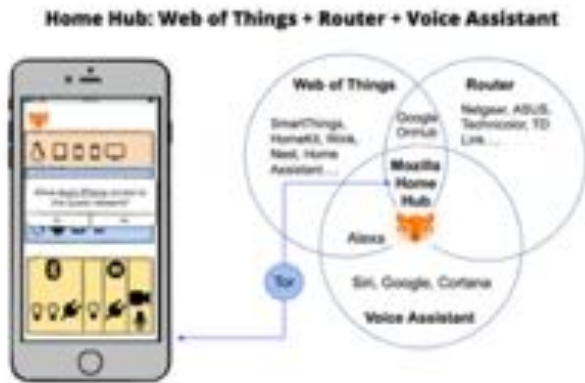 Home Hub: Web of Things + Router + Voice Assistant
Web of Things
SmartThings,
HomeKit, Wink,
Nest, Home
Assistant...
Google
OnHub
Router
Netgear, ASUS,
Technicolor, TD
Link...
Mozilla
Home
Hub
Alexa
Siri, Google, Cortana
Voice Assistant
Tor